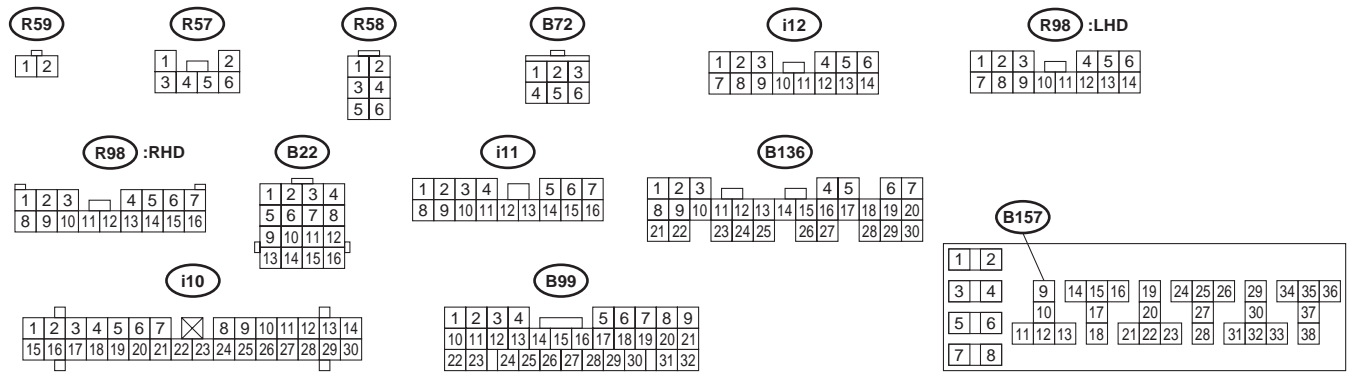 R59 R57 R58 B72 i12 R98 :LHD
1 2
1 2
3 4 5 6
1 2
3 4
5 6
1 2 3
4 5 6
1 2 3 4 5 6
7 8 9 10 11 12 13 14
1 2 3 4 5 6
7 8 9 10 11 12 13 14
R98 :RHD B22 i11 B136
1 2 3 4 5 6 7
8 9 10 11 12 13 14 15 16
1 2 3 4
5 6 7 8
9 10 11 12
13 14 15 16
1 2 3 4 5 6 7
8 9 10 11 12 13 14 15 16
1 2 3 4 5 6 7
8 9 10 11 12 13 14 15 16 17 18 19 20
21 22 23 24 25 26 27 28 29 30
B157
1 2
3 4
5 6
7 8
9 14 15 16 19 24 25 26 29 34 35 36
10 17 20 27 30 37
11 12 13 18 21 22 23 28 31 32 33 38
i10 B99
1 2 3 4 5 6 7 8 9 10 11 12 13 14
15 16 17 18 19 20 21 22 23 24 25 26 27 28 29 30
1 2 3 4 5 6 7 8 9
10 11 12 13 14 15 16 17 18 19 20 21
22 23 24 25 26 27 28 29 30 31 32